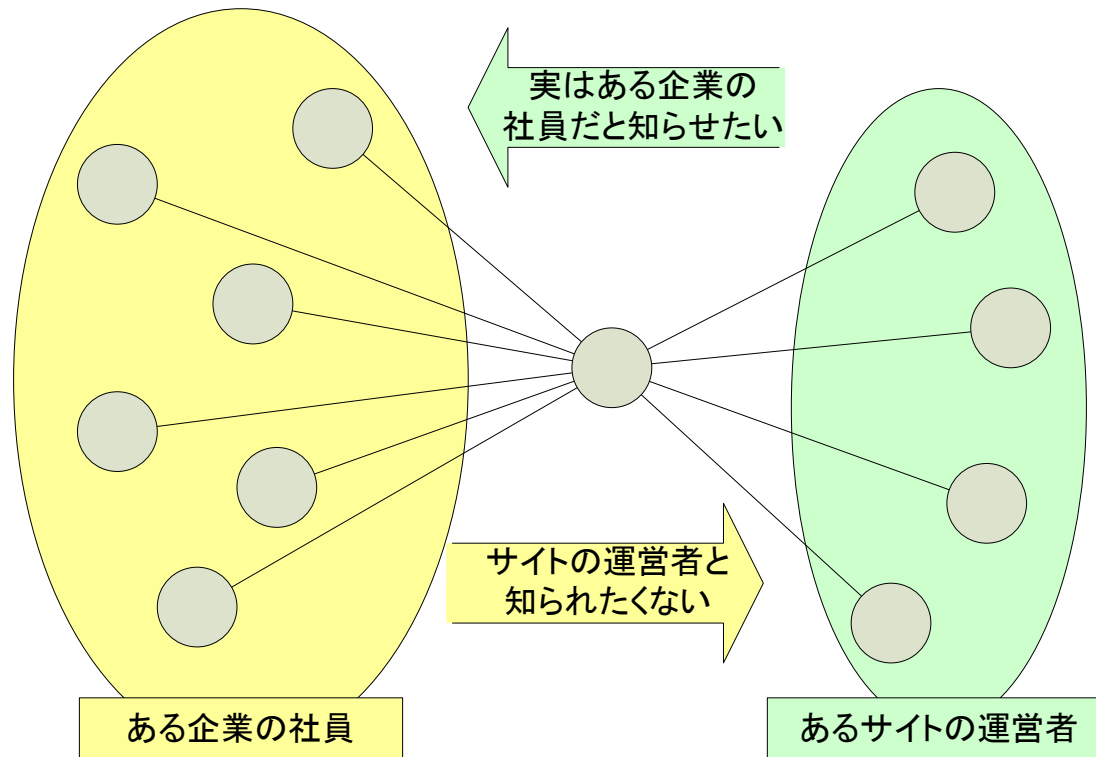 実はある企業の
社員だと知らせたい
サイトの運営者と
知られたくない
ある企業の社員
あるサイトの運営者